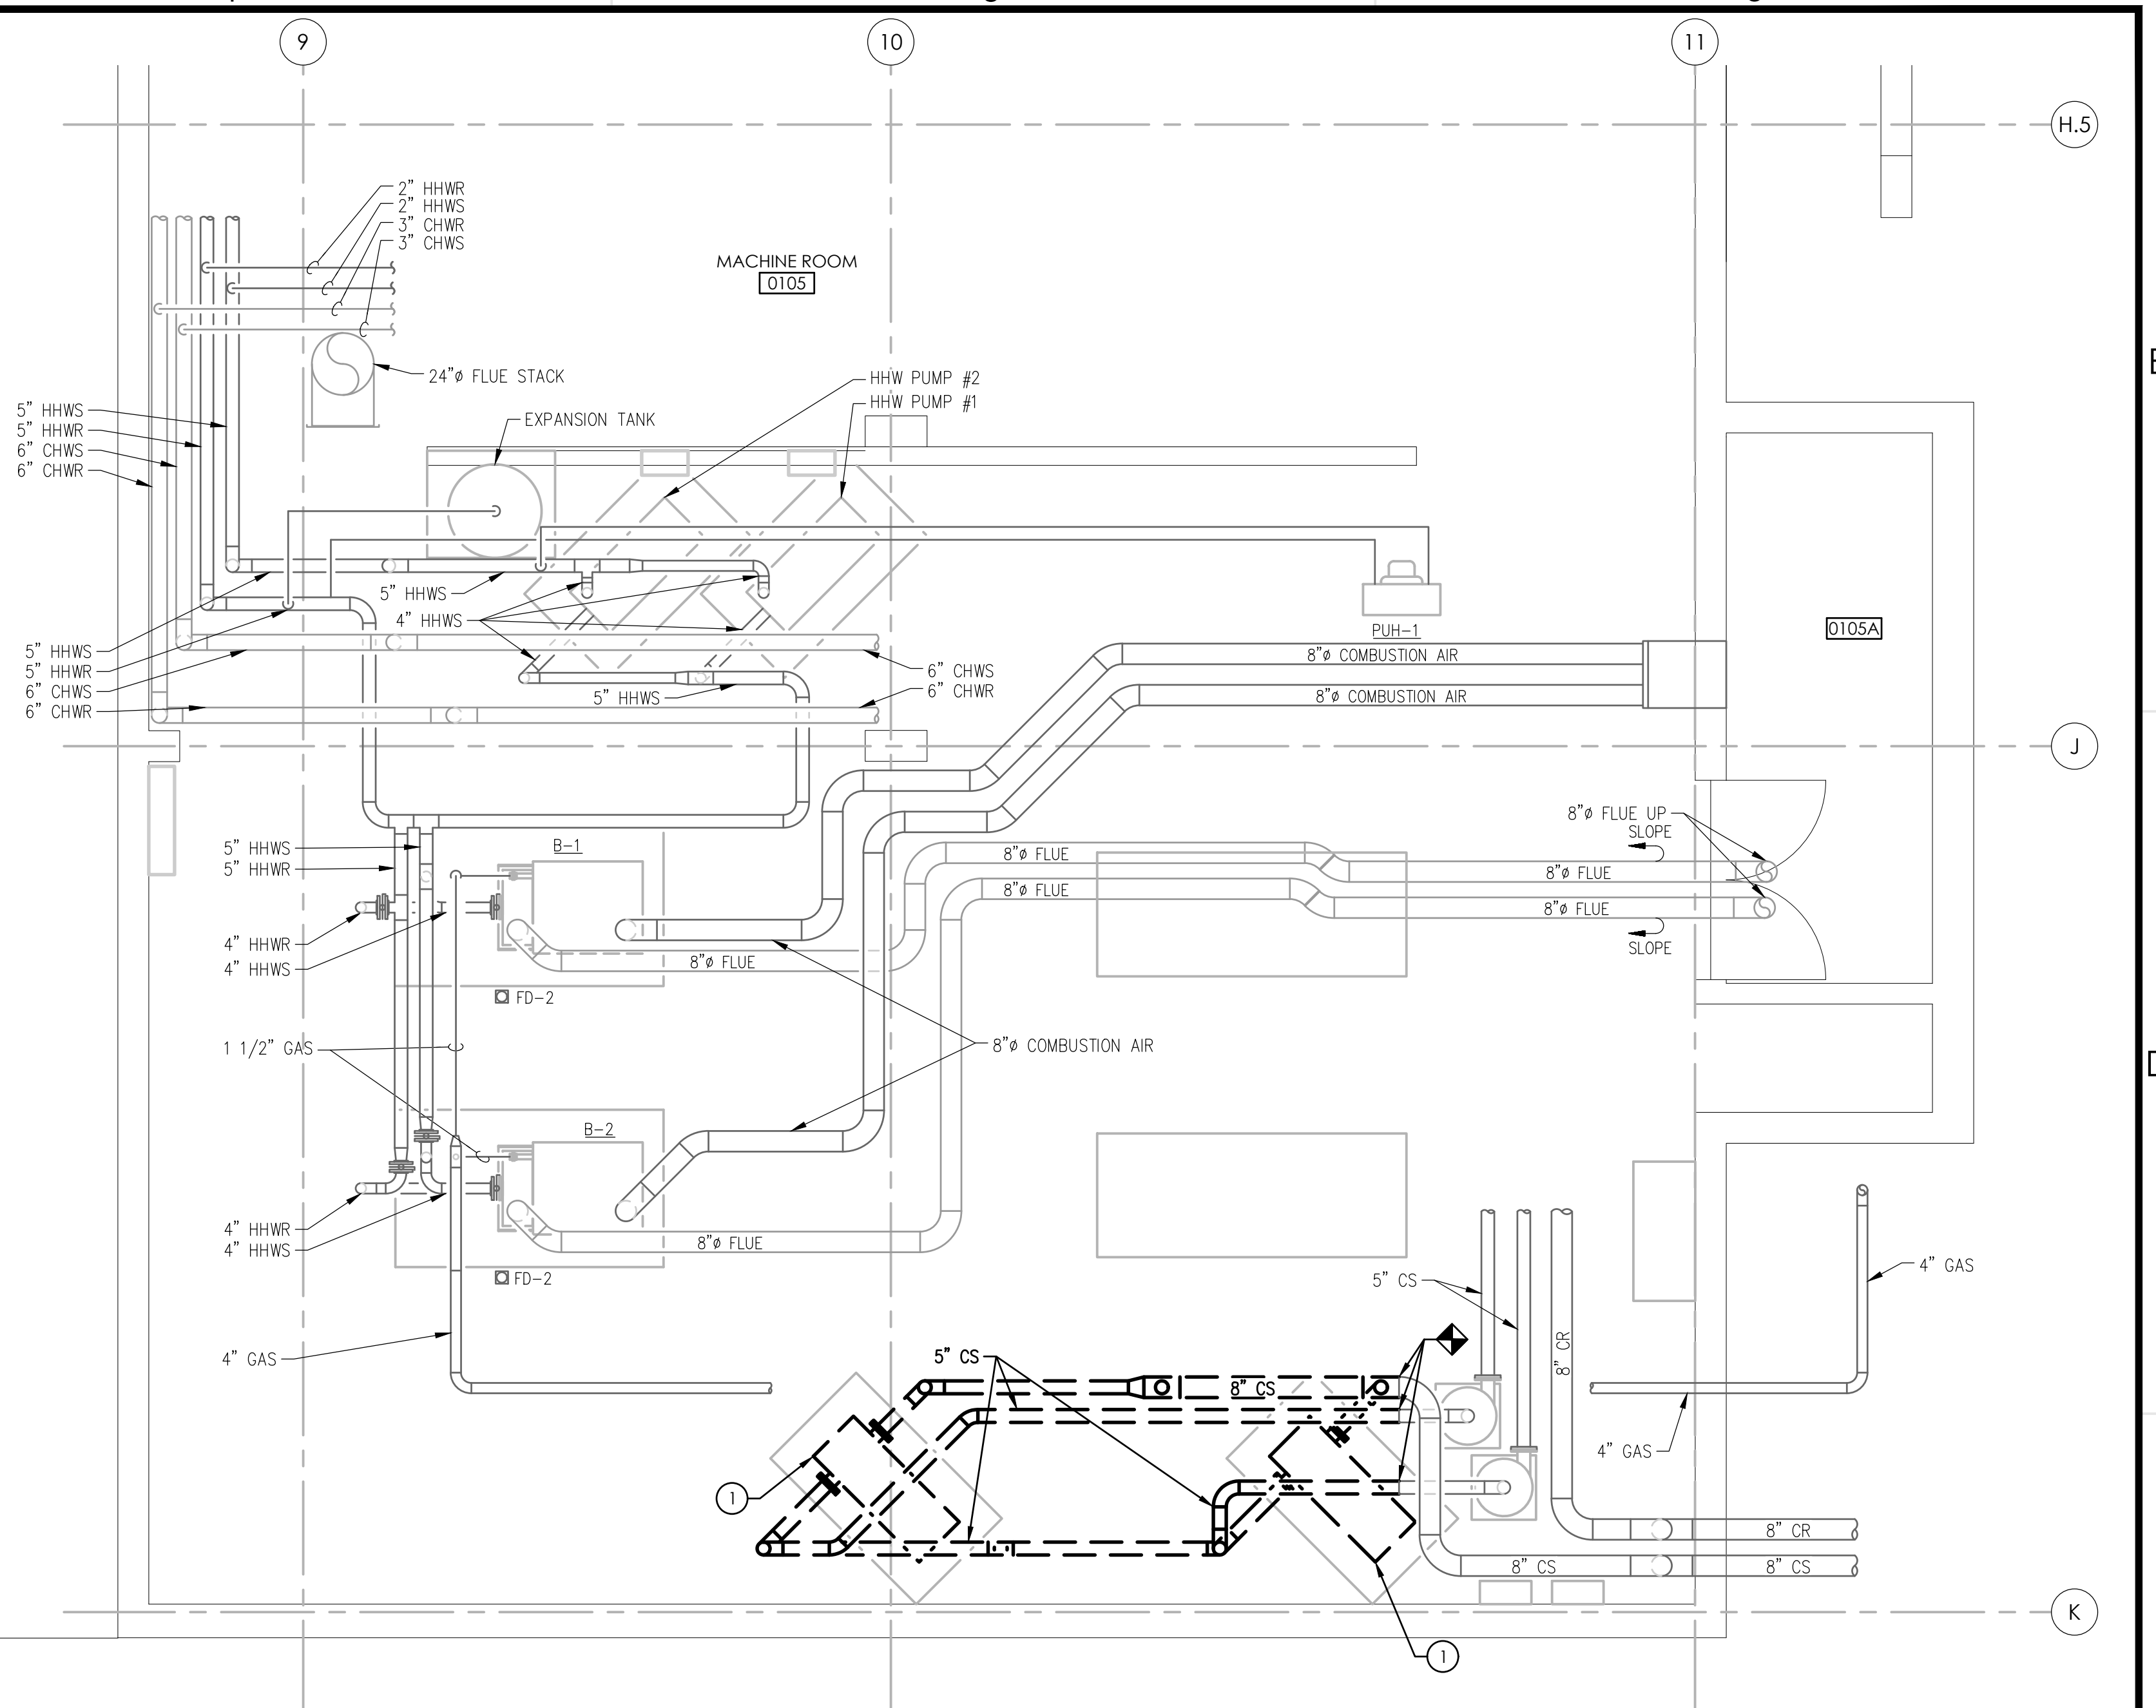 9
10
11
H.5
2" HHWR
2" HHWS
3" CHWR
3" CHWS
MACHINE ROOM
0105
24"ø FLUE STACK
HHW PUMP #2
HHW PUMP #1
EXPANSION TANK
5" HHWS
5" HHWR
6" CHWS
6" CHWR
5" HHWS
4" HHWS
PUH-1
0105A
5" HHWS
5" HHWR
6" CHWS
6" CHWR
8"ø COMBUSTION AIR
6" CHWS
6" CHWR
5" HHWS
8"ø COMBUSTION AIR
J
8"ø FLUE UP
SLOPE
5" HHWS
5" HHWR
B-1
8"ø FLUE
8"ø FLUE
8"ø FLUE
8"ø FLUE
4" HHWR
4" HHWS
8"ø FLUE
SLOPE
FD-2
1 1/2" GAS
8"ø COMBUSTION AIR
B-2
4" HHWR
4" HHWS
8"ø FLUE
FD-2
5" CS
4" GAS
8" CR
4" GAS
5" CS
8" CS
4" GAS
1
8" CR
8" CS
8" CS
K
1